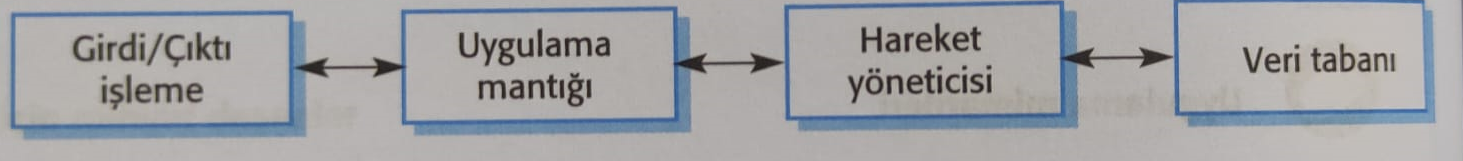 Girdi/Çıktı
işleme
Uygulama
mantığı
Hareket
yöneticisi
Veri tabanı